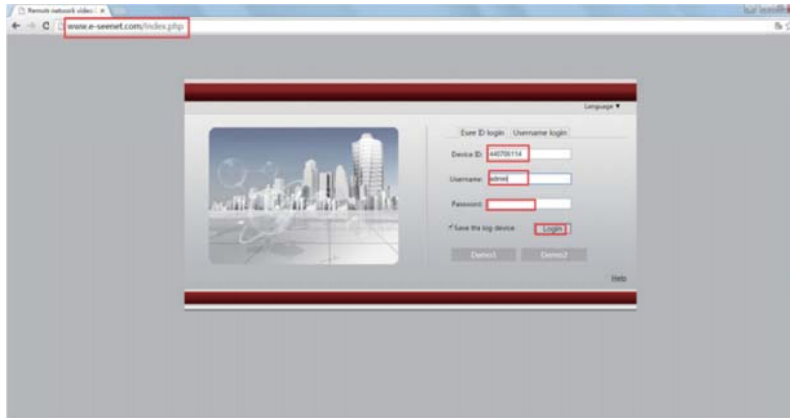 Remote network video
www.e-seenet.com/index.php
Language ▼
Esee ID login Username login
Device ID: 440706114
Username: admin
Password:
Save the log device Login
Demo1 Demo2
Help